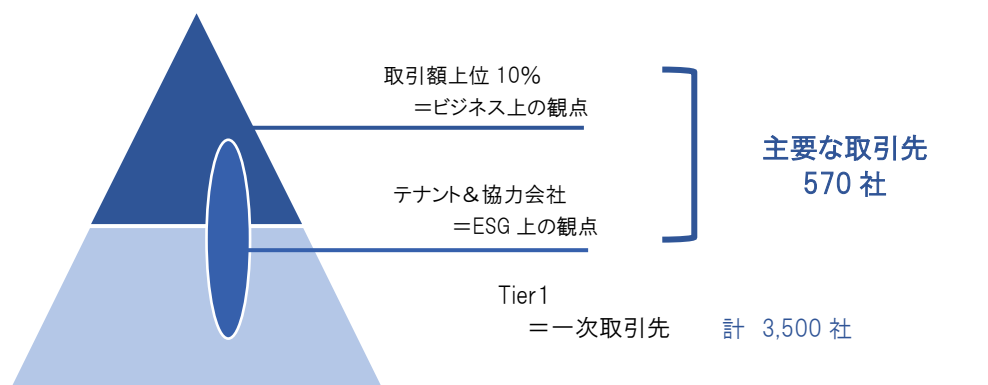 取引額上位 10%
＝ビジネス上の観点
主要な取引先
570 社
テナント＆協力会社
＝ESG 上の観点
Tier1
＝一次取引先 計 3,500 社